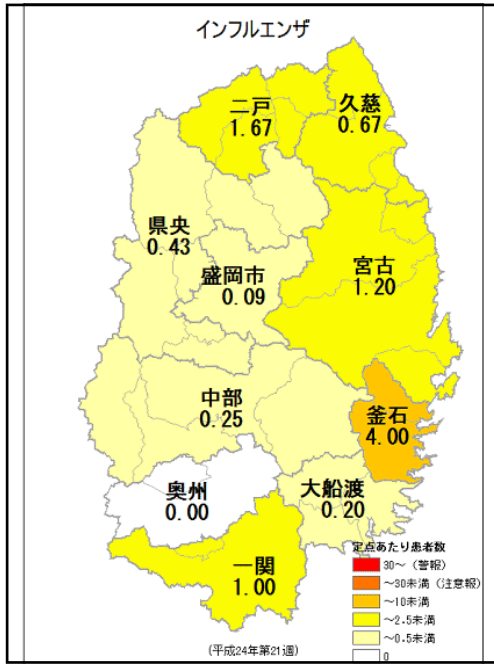 インフルエンザ
二戸
1.67
久慈
0.67
県央
0.43
盛岡市
0.09
宮古
1.20
中部
0.25
釜石
4.00
奥州
0.00
大船渡
0.20
一関
1.00
定点あたり患者数
30～（警報）
～30未満（注意報）
～10未満
～2.5未満
～0.5未満
0
(平成24年第21週)